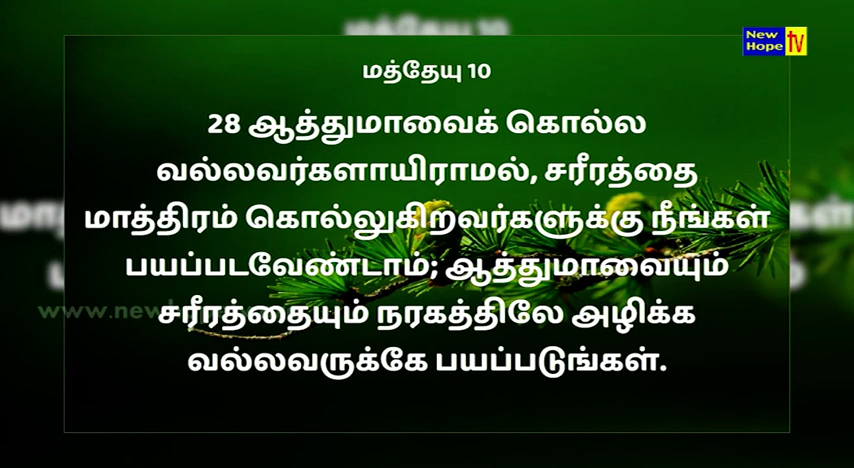 New
Hope tv
மத்தேயு 10
28 ஆத்துமாவைக் கொல்ல
வல்லவர்களாயிராமல், சரீரத்தை
மாத்திரம் கொல்லுகிறவர்களுக்கு நீங்கள்
பயப்படவேண்டாம்; ஆத்துமாவையும்
சரீரத்தையும் நரகத்திலே அழிக்க
வல்லவருக்கே பயப்படுங்கள்.